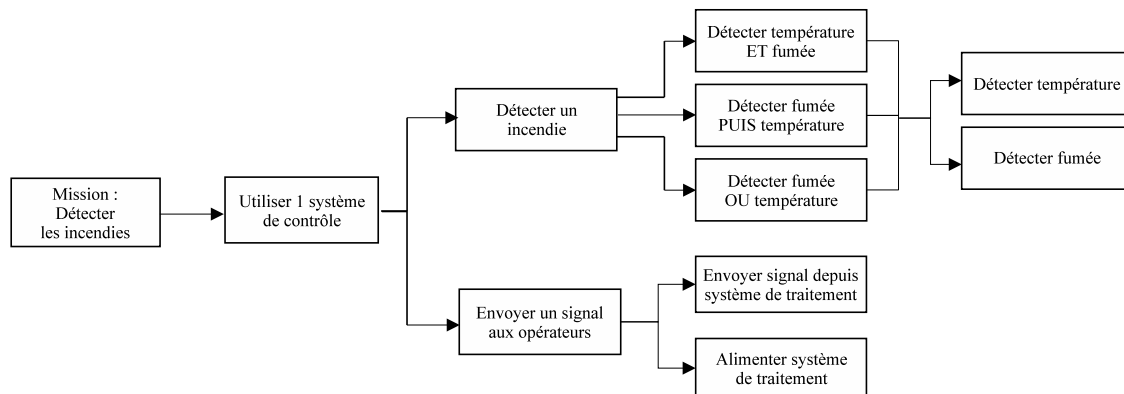 Mission :
Détecter
les incendies
Utiliser 1 système
de contrôle
Détecter un
incendie
Détecter température
ET fumée
Détecter fumée
PUIS température
Détecter fumée
OU température
Détecter température
Détecter fumée
Envoyer un signal
aux opérateurs
Envoyer signal depuis
système de traitement
Alimenter système
de traitement